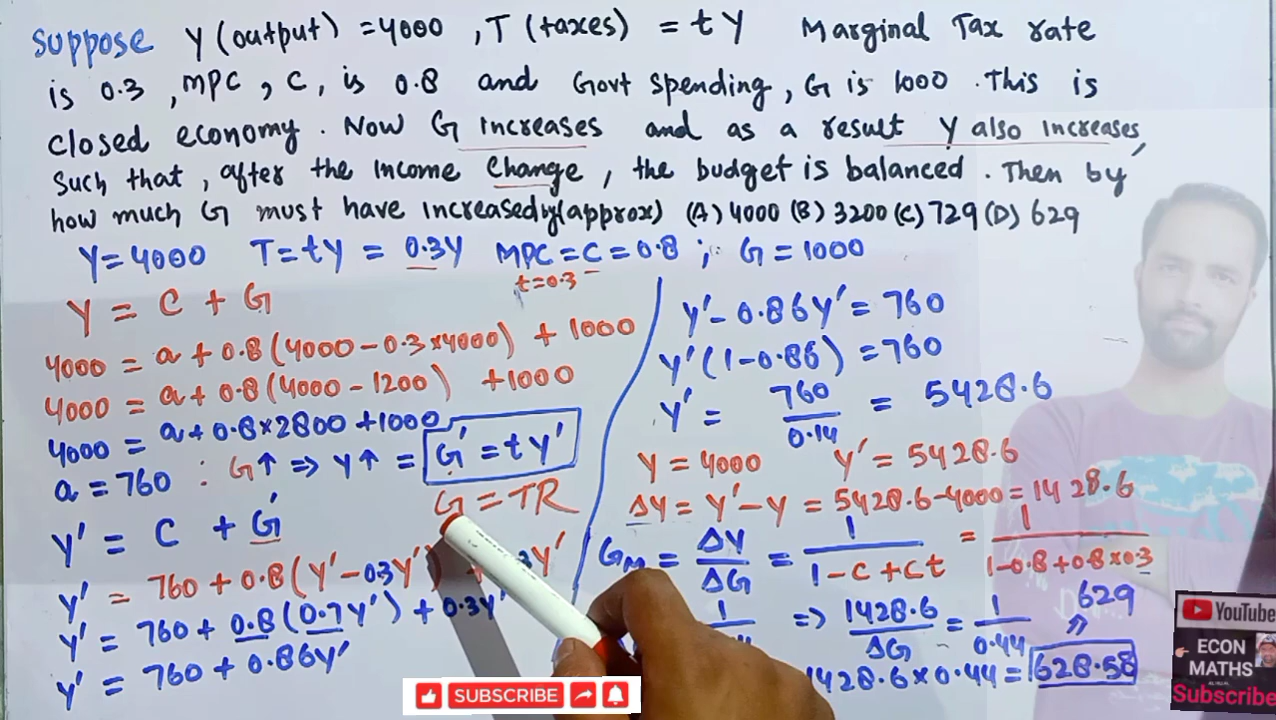 Suppose Y (output) = 4000 , T (taxes) = tY Marginal Tax rate
is 0.3 , MPC , C , is 0.8 and Govt Spending , G is 1000 . This is
closed economy . Now G increases and as a result Y also increases,
Such that , after the income Change , the budget is balanced . Then by
how much G must have increasedby(approx) (A) 4000 (B) 3200 (C) 729 (D) 629
Y = 4000 T = tY = 0.3Y MPC = C = 0.8 ; G = 1000
t = 0.3
Y = C + G
4000 = a + 0.8 (4000 - 0.3×4000) + 1000
4000 = a + 0.8 (4000 - 1200) + 1000
4000 = a + 0.8 × 2800 + 1000
a = 760 : G↑ ⇒ Y↑ = G' = tY'
G = TR
Y' = C + G'
Y' = 760 + 0.8 (Y' - 0.3Y') + 3Y'
Y' = 760 + 0.8 (0.7Y') + 0.3Y'
Y' = 760 + 0.86Y'
Y' - 0.86Y' = 760
Y' (1 - 0.86) = 760
Y' = 760 / 0.14 = 5428.6
Y = 4000 Y' = 5428.6
ΔY = Y' - Y = 5428.6 - 4000 = 1428.6
G = ΔY / ΔG = 1 / 1 - C + Ct = 1 / 1 - 0.8 + 0.8 × 0.3
⇒ 1428.6 / ΔG = 1 / 0.44 ⇒ 629
1428.6 × 0.44 = 628.58
SUBSCRIBE
YouTube
ECON
MATHS
Subscribe